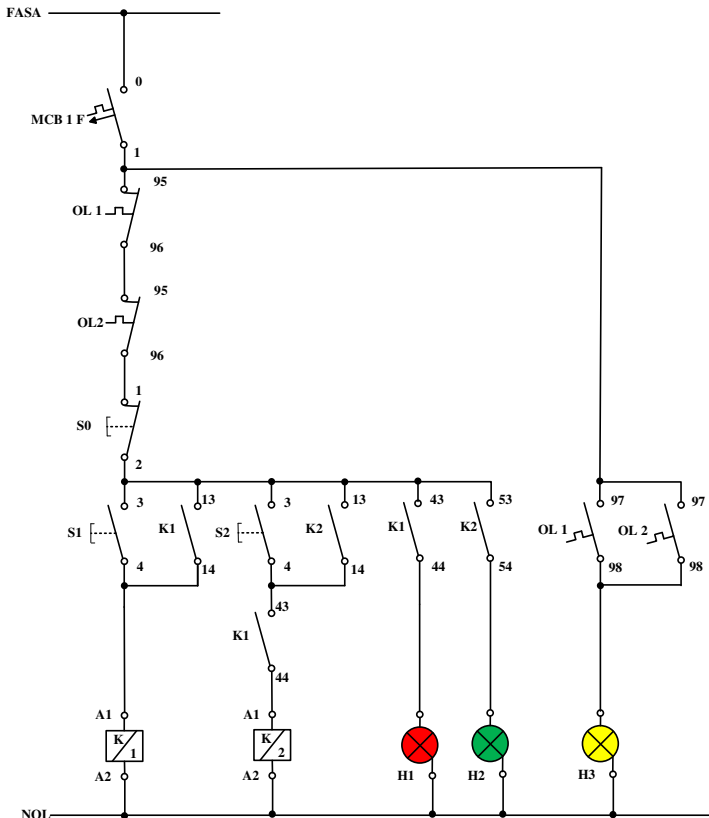 FASA
0
MCB 1 F
1
95
OL 1
96
95
OL2
96
1
S0
2
3 13 3 13 43 53 97 97
S1 K1 S2 K2 K1 K2 OL 1 OL 2
4 14 4 14 44 54 98 98
43
K1
44
A1 A1
K 1 K 2
A2 A2 H1 H2 H3
NOL